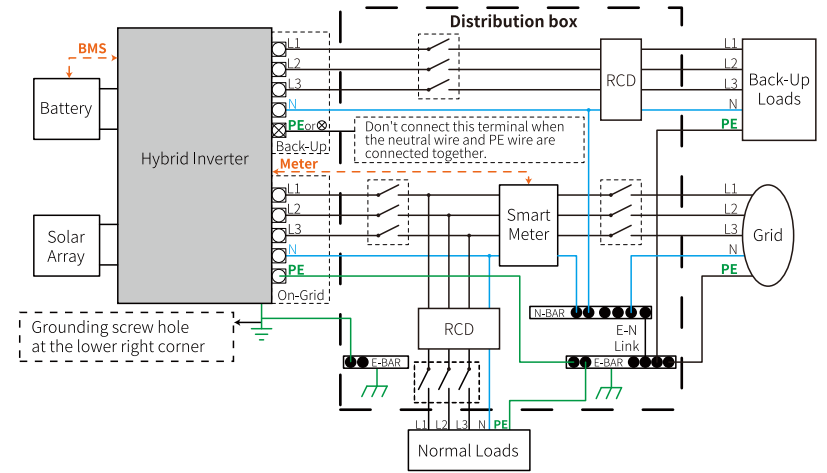 Distribution box
BMS
Battery
Hybrid Inverter
L1
L2
L3
N
PE or ⊗
Back-Up
Don't connect this terminal when
the neutral wire and PE wire are
connected together.
RCD
L1
L2
L3
N
PE
Back-Up
Loads
Meter
Solar
Array
L1
L2
L3
N
PE
On-Grid
Smart
Meter
L1
L2
L3
N
PE
Grid
Grounding screw hole
at the lower right corner
RCD
N-BAR
E-N
Link
E-BAR
E-BAR
L1 L2 L3 N PE
Normal Loads